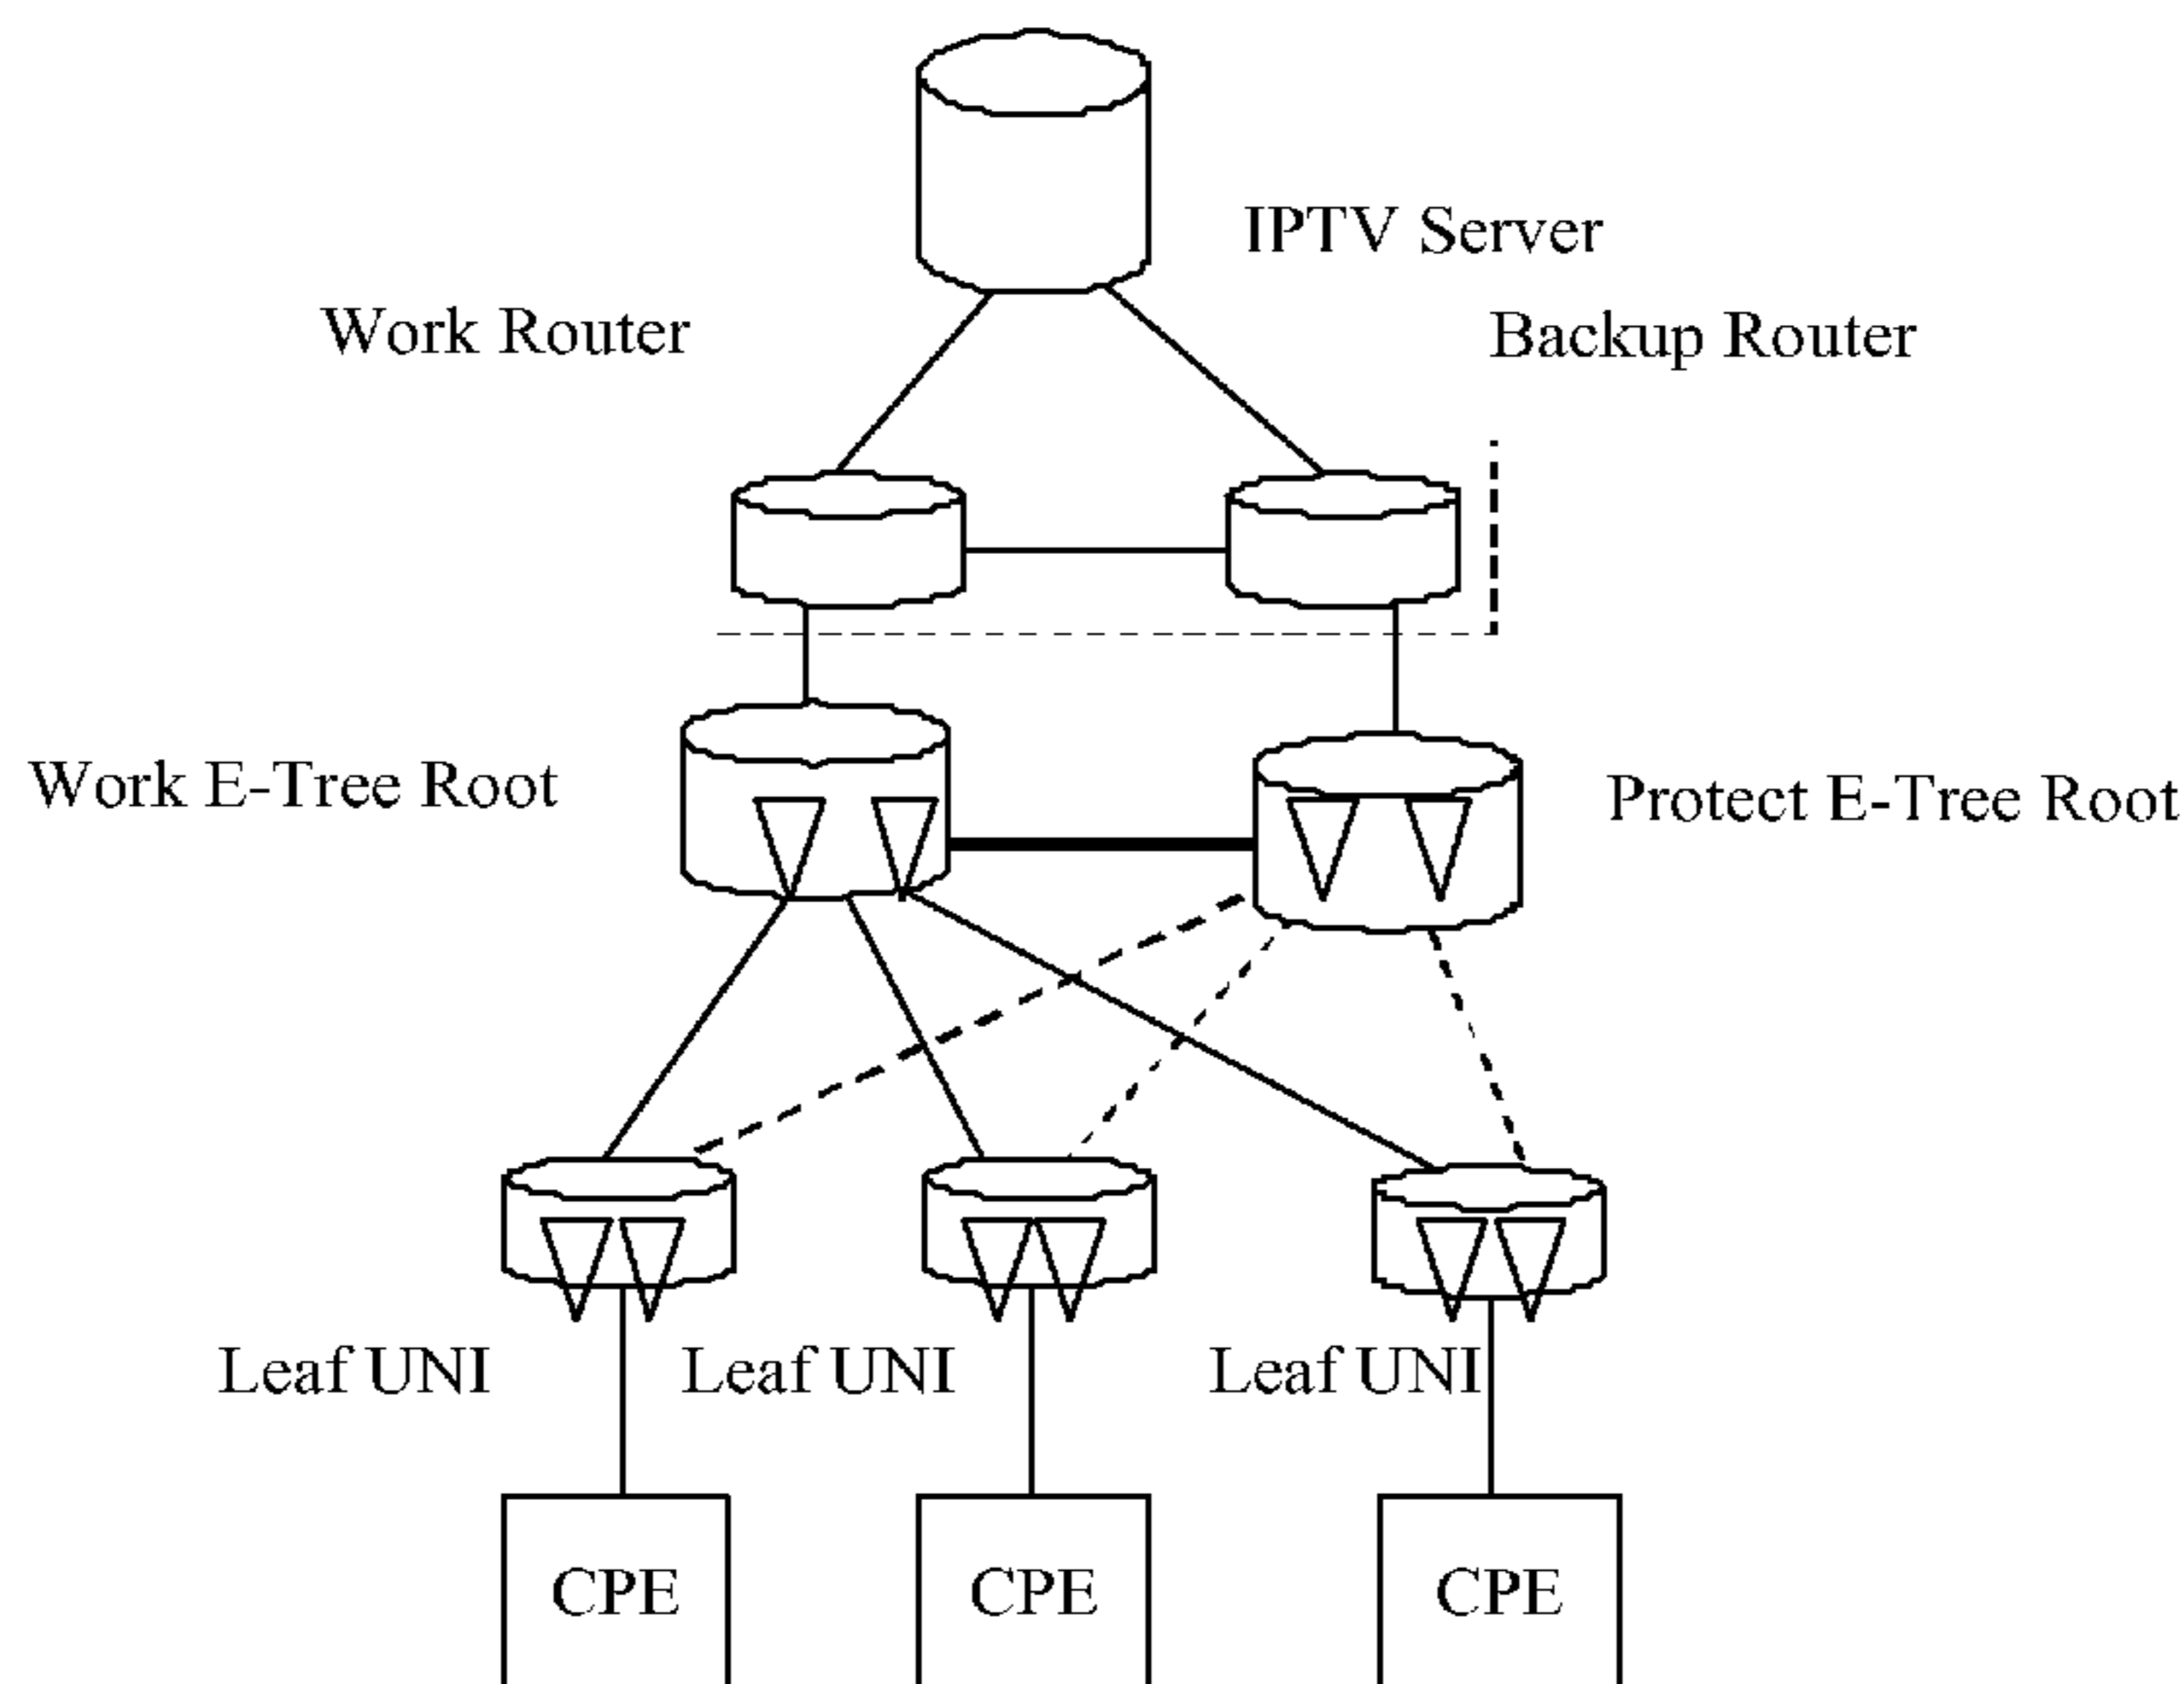 IPTV Server
Work Router
Backup Router
Work E-Tree Root
Protect E-Tree Root
Leaf UNI
Leaf UNI
Leaf UNI
CPE
CPE
CPE